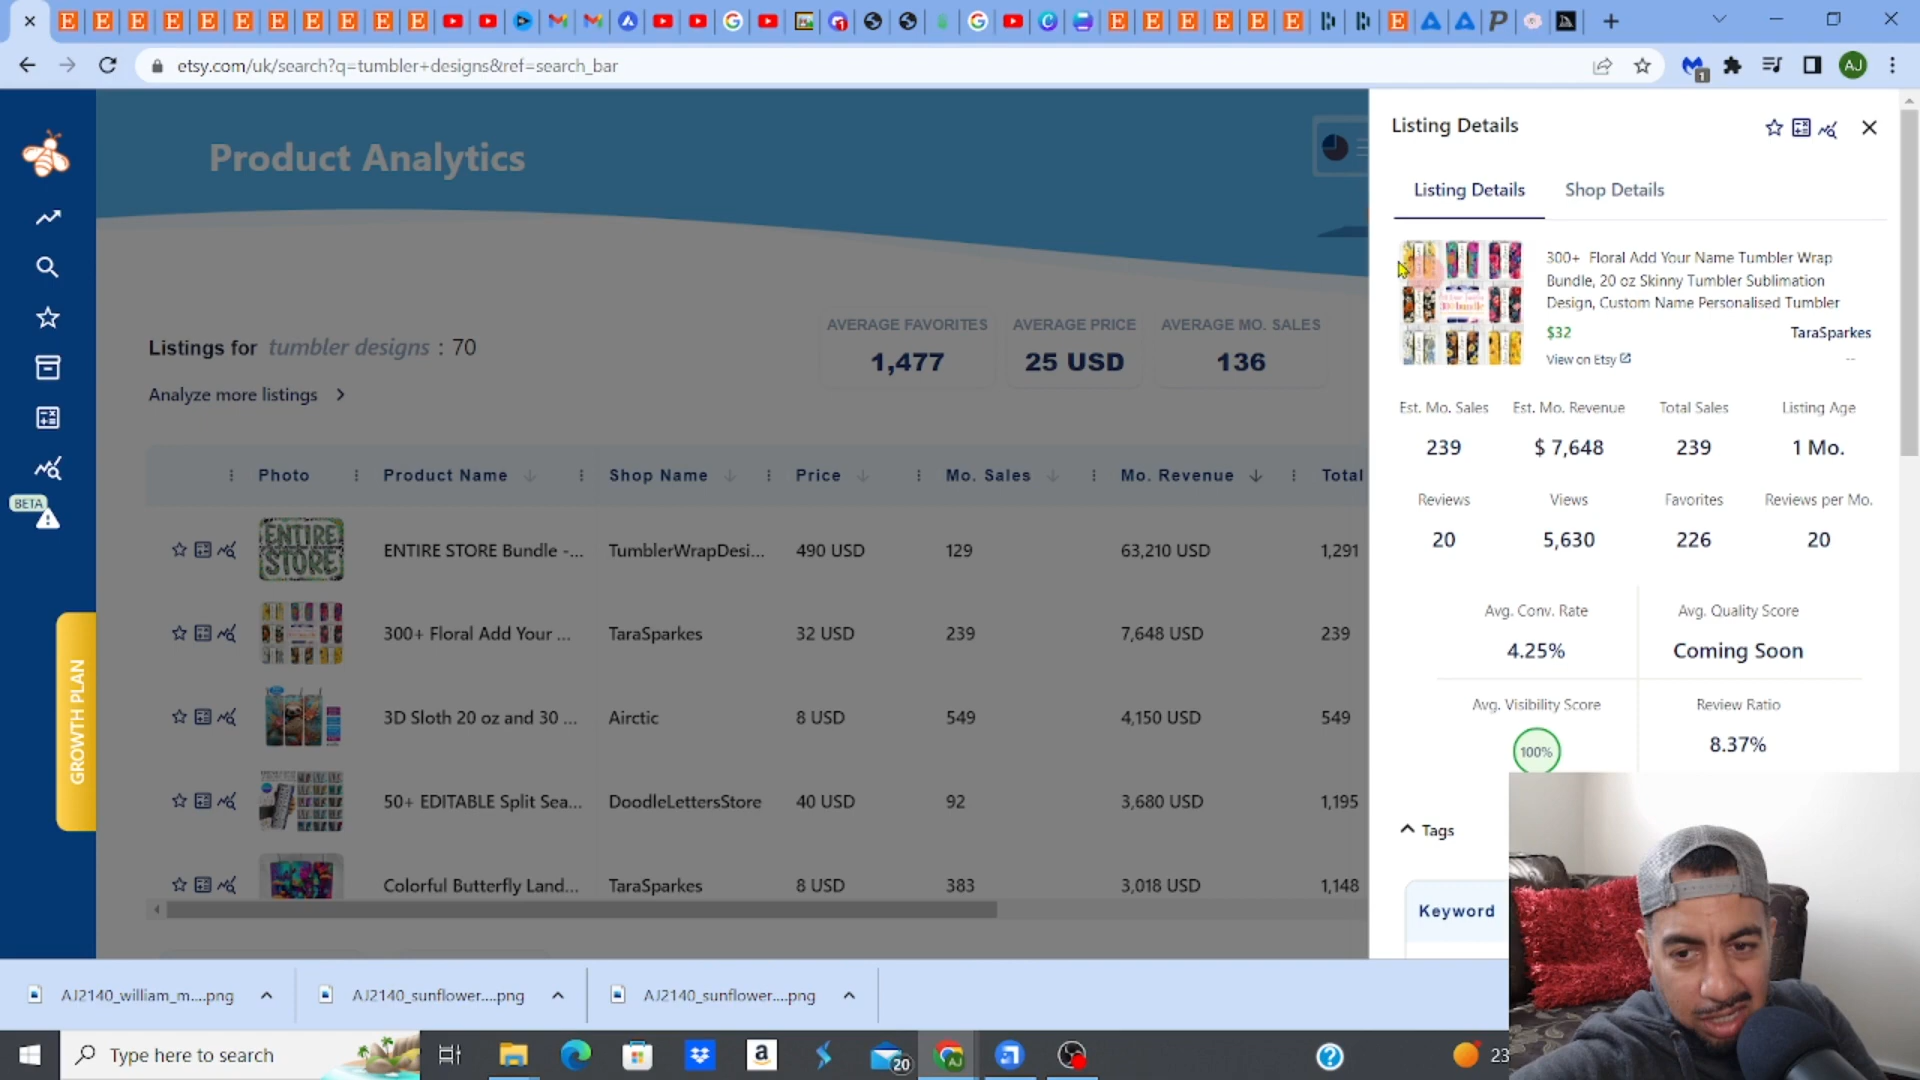 etsy.com/uk/search?q=tumbler+designs&ref=search_bar
1
AJ
Product Analytics
BETA
GROWTH PLAN
Listings for tumbler designs : 70
Analyze more listings
AVERAGE FAVORITES
1,477
AVERAGE PRICE
25 USD
AVERAGE MO. SALES
136
Photo Product Name Shop Name Price Mo. Sales Mo. Revenue Total
ENTIRE STORE
ENTIRE STORE Bundle -... TumblerWrapDesi... 490 USD 129 63,210 USD 1,291
300+ Floral Add Your ... TaraSparkes 32 USD 239 7,648 USD 239
3D Sloth 20 oz and 30 ... Airctic 8 USD 549 4,150 USD 549
50+ EDITABLE Split Sea... DoodleLettersStore 40 USD 92 3,680 USD 1,195
Colorful Butterfly Land... TaraSparkes 8 USD 383 3,018 USD 1,148
Listing Details
Listing Details Shop Details
300+ Floral Add Your Name Tumbler Wrap
Bundle, 20 oz Skinny Tumbler Sublimation
Design, Custom Name Personalised Tumbler
$32 TaraSparkes
View on Etsy --
Est. Mo. Sales Est. Mo. Revenue Total Sales Listing Age
239 $ 7,648 239 1 Mo.
Reviews Views Favorites Reviews per Mo.
20 5,630 226 20
Avg. Conv. Rate Avg. Quality Score
4.25% Coming Soon
Avg. Visibility Score Review Ratio
100% 8.37%
Tags
Keyword
AJ2140_william_m....png
AJ2140_sunflower....png
AJ2140_sunflower....png
Type here to search
20
23